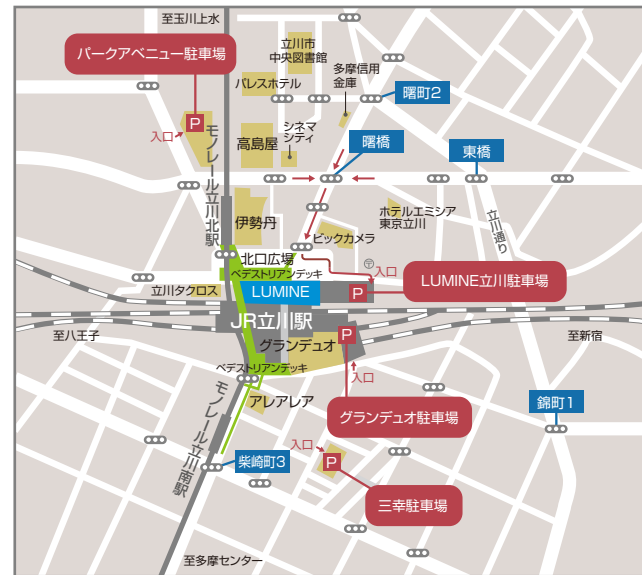 至玉川上水
パークアベニュー駐車場
立川市
中央図書館
多摩信用
金庫
パレスホテル
曙町2
P
入口
モノレール立川北駅
高島屋
シネマ
シティ
曙橋
東橋
伊勢丹
ホテルエミシア
東京立川
立川通り
ビックカメラ
北口広場
ペデストリアンデッキ
〒
入口
立川タクロス
LUMINE
P
LUMINE立川駐車場
JR立川駅
至八王子
グランデュオ
P
至新宿
ペデストリアンデッキ
入口
アレアレア
グランデュオ駐車場
錦町1
モノレール立川南駅
入口
P
柴崎町3
三幸駐車場
至多摩センター